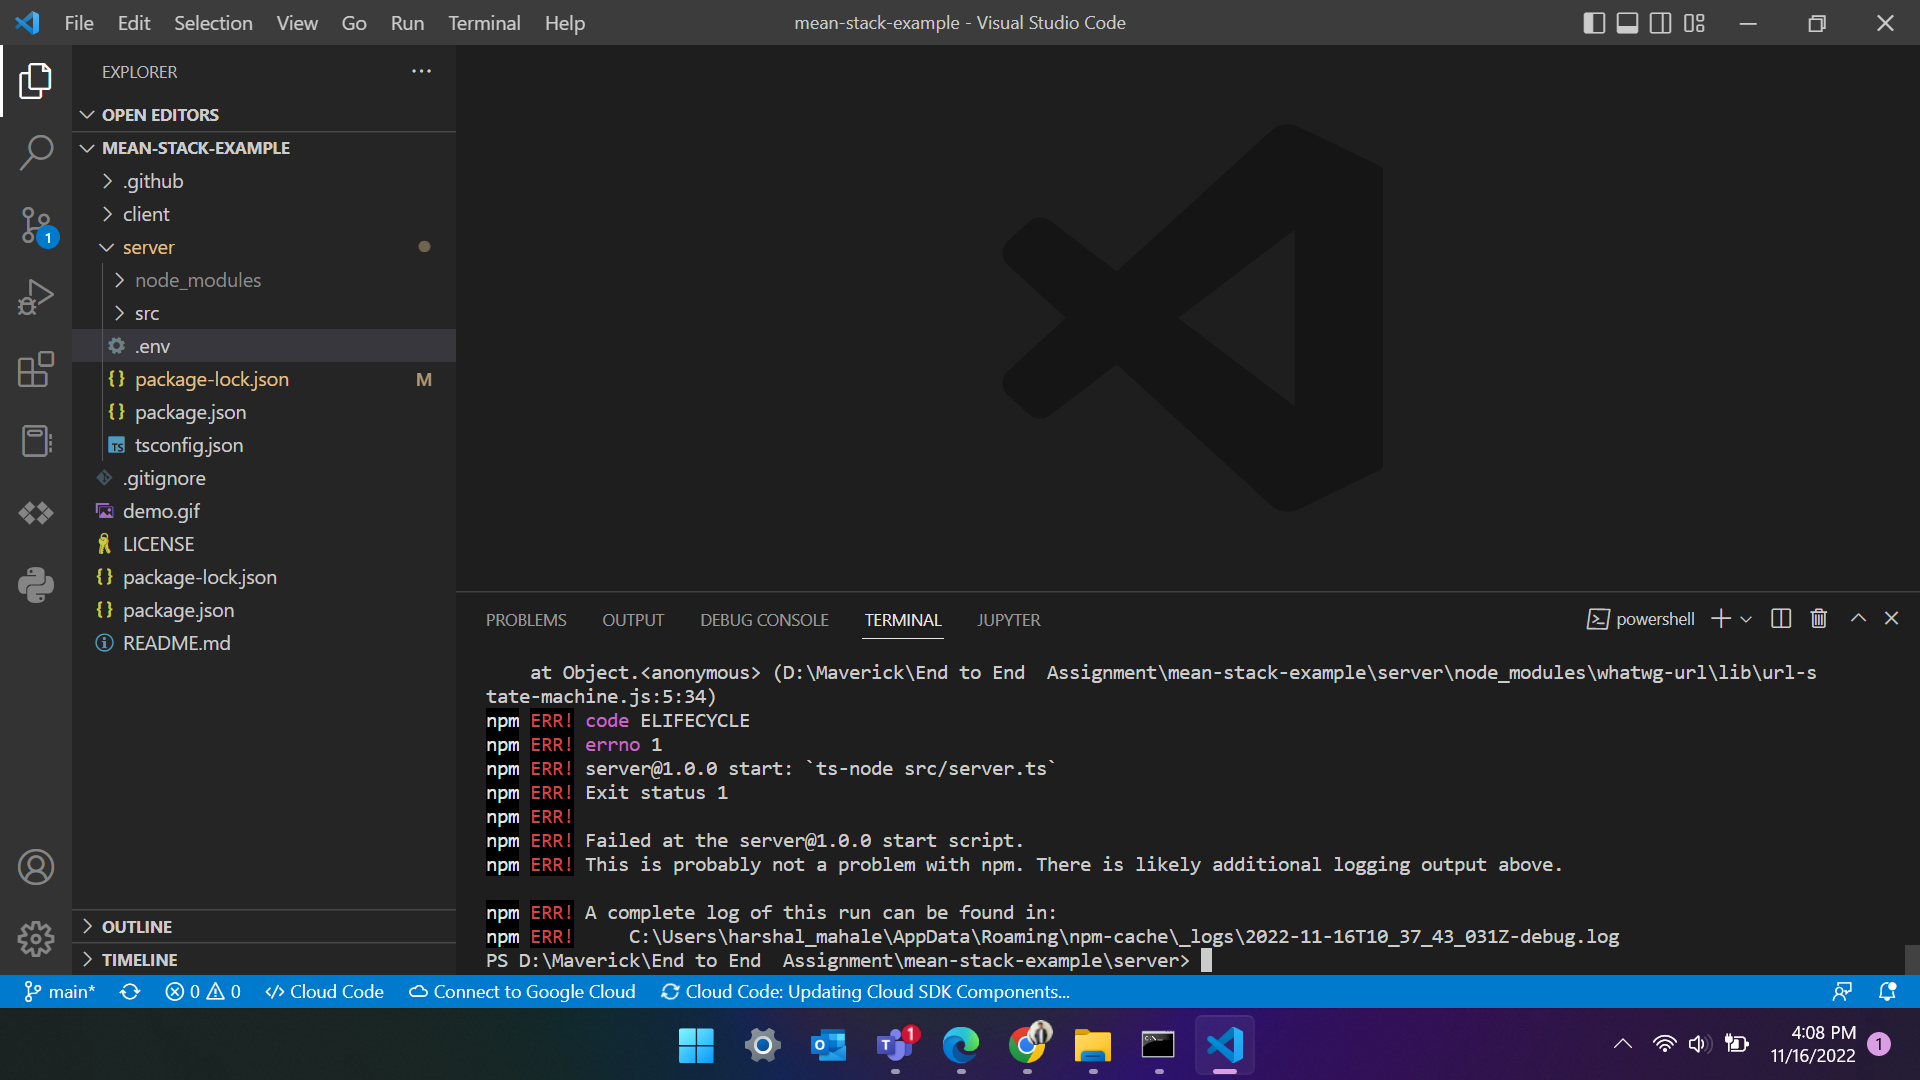 File Edit Selection View Go Run Terminal Help
mean-stack-example - Visual Studio Code
EXPLORER
OPEN EDITORS
MEAN-STACK-EXAMPLE
.github
client
server
node_modules
src
.env
package-lock.json M
package.json
TS tsconfig.json
.gitignore
demo.gif
LICENSE
package-lock.json
package.json
README.md
OUTLINE
TIMELINE
1
PROBLEMS OUTPUT DEBUG CONSOLE TERMINAL JUPYTER
powershell
at Object.<anonymous> (D:\Maverick\End to End  Assignment\mean-stack-example\server\node_modules\whatwg-url\lib\url-s
tate-machine.js:5:34)
npm ERR! code ELIFECYCLE
npm ERR! errno 1
npm ERR! server@1.0.0 start: `ts-node src/server.ts`
npm ERR! Exit status 1
npm ERR!
npm ERR! Failed at the server@1.0.0 start script.
npm ERR! This is probably not a problem with npm. There is likely additional logging output above.
npm ERR! A complete log of this run can be found in:
npm ERR!     C:\Users\harshal_mahale\AppData\Roaming\npm-cache\_logs\2022-11-16T10_37_43_031Z-debug.log
PS D:\Maverick\End to End  Assignment\mean-stack-example\server>
main* 0 0 Cloud Code Connect to Google Cloud Cloud Code: Updating Cloud SDK Components...
1
4:08 PM
11/16/2022
1